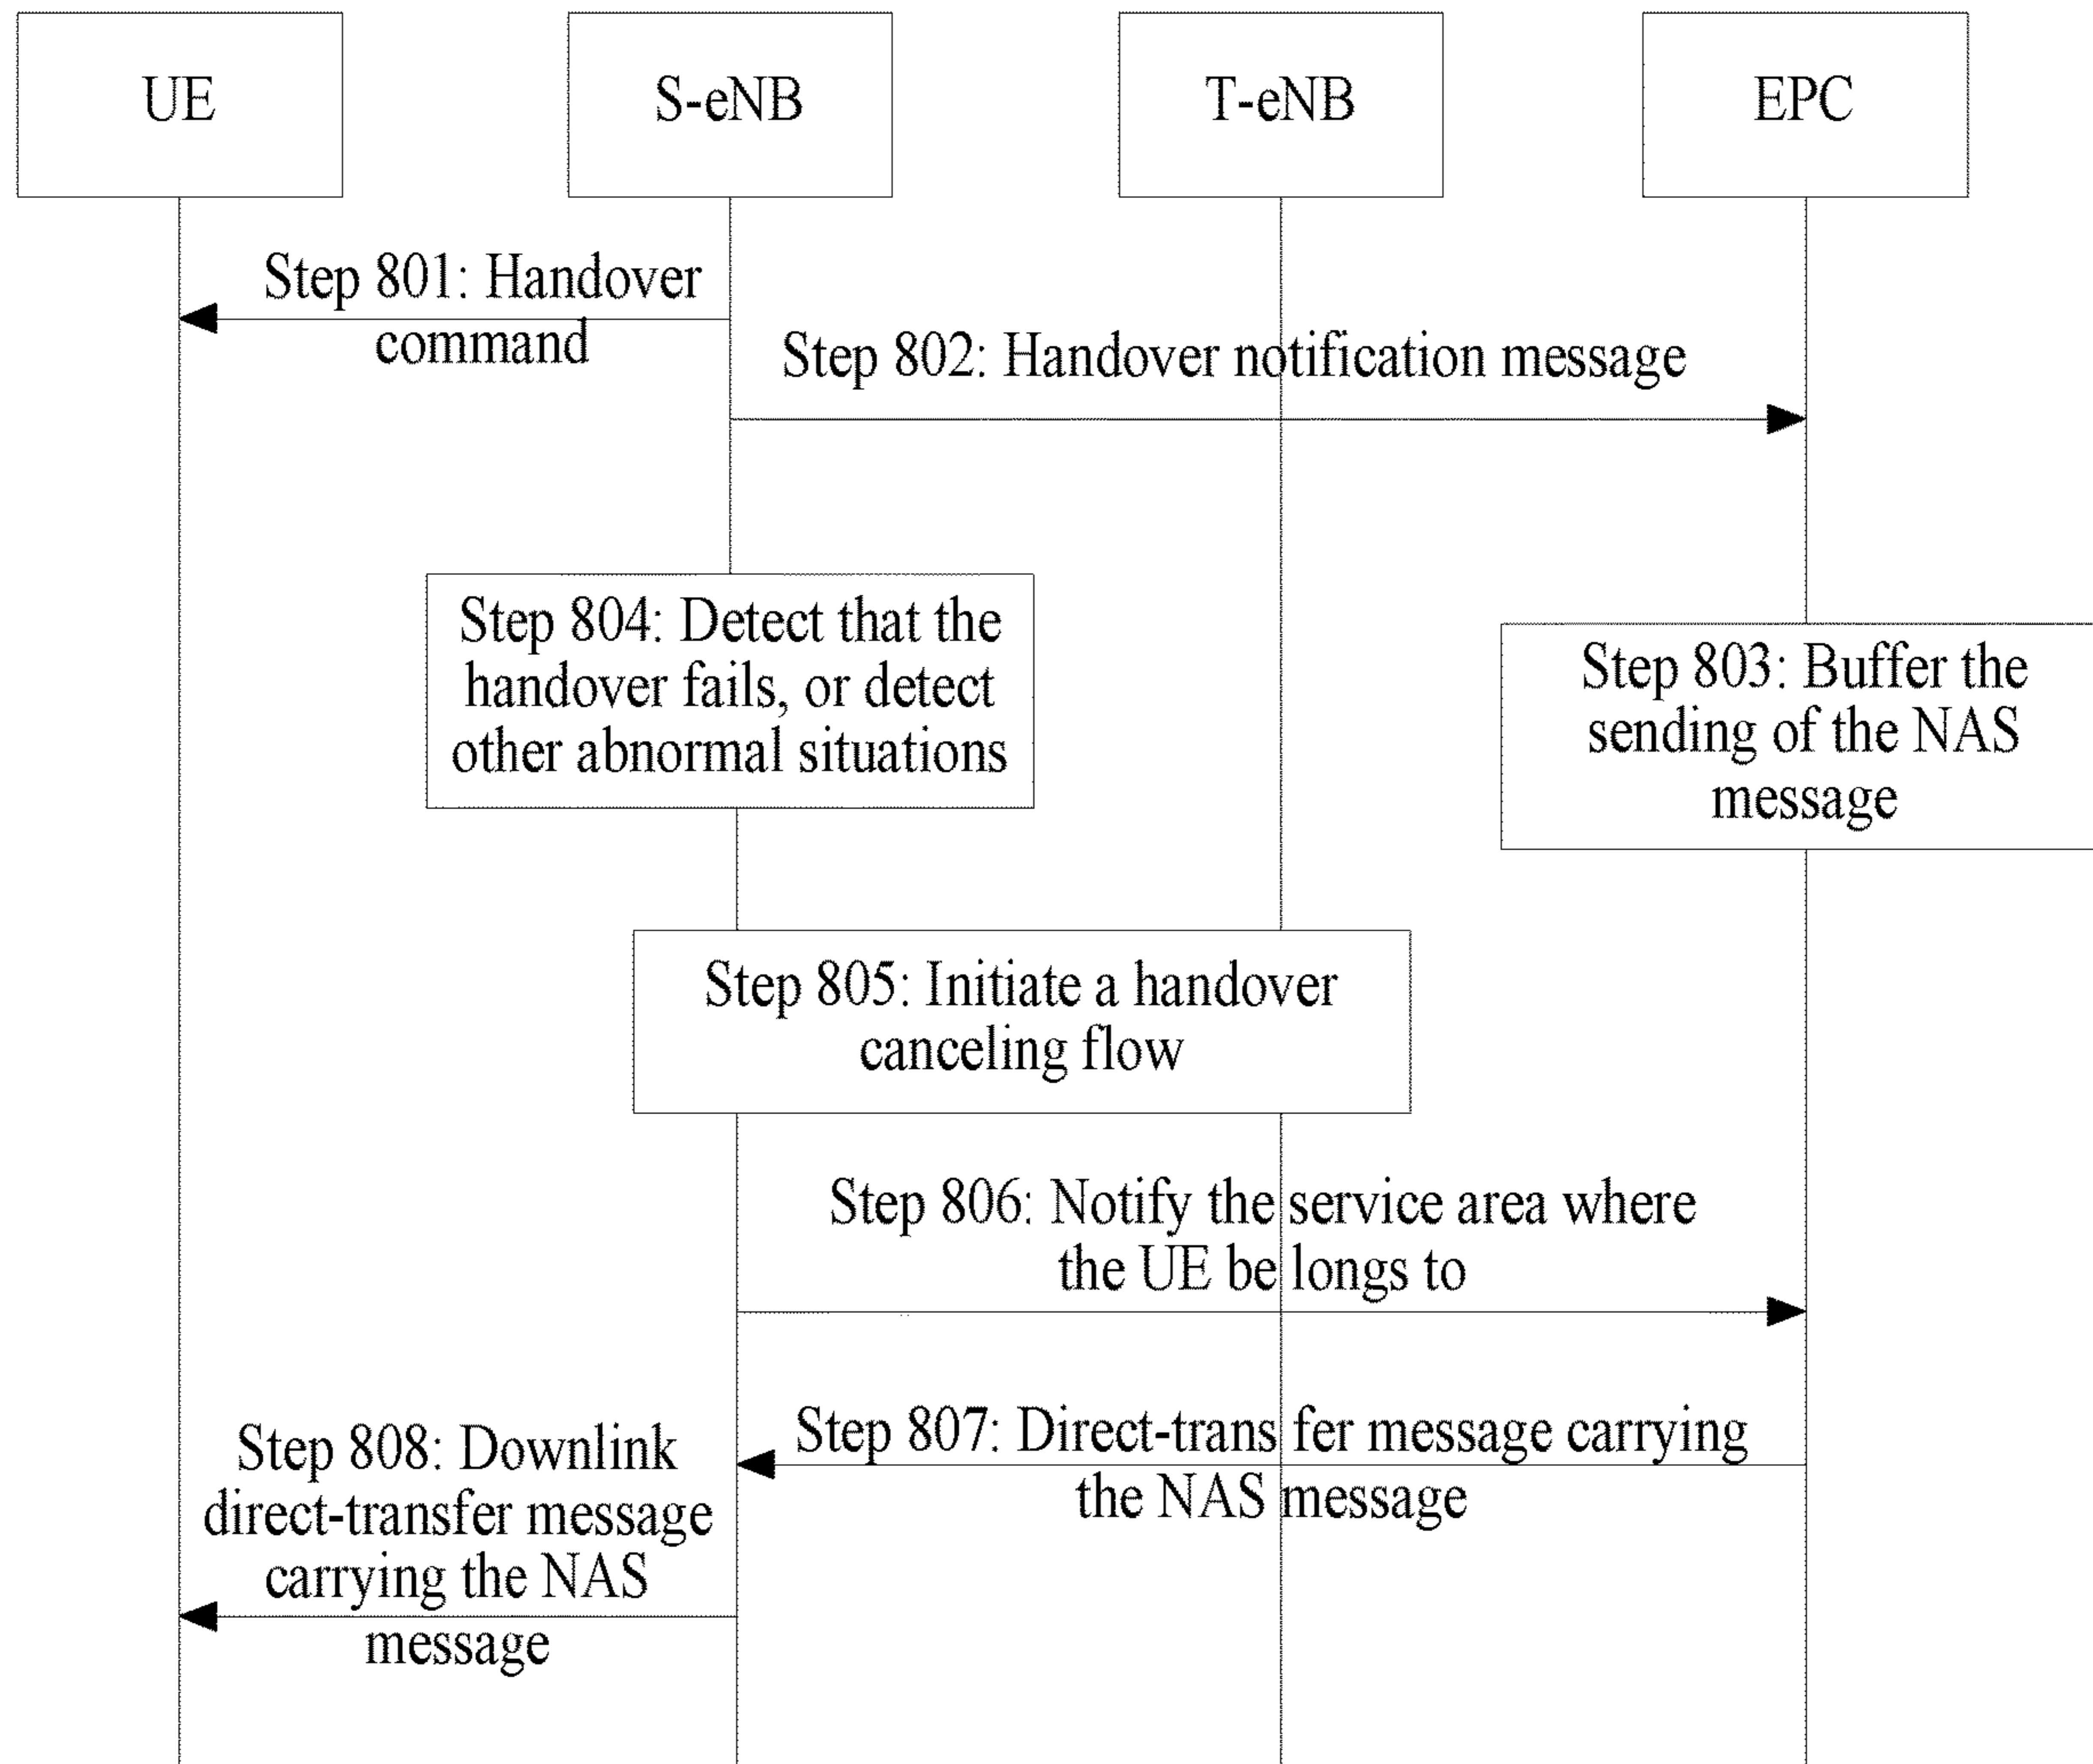 UE
S-eNB
T-eNB
EPC
Step 801: Handover
command
Step 802: Handover notification message
Step 804: Detect that the
handover fails, or detect
other abnormal situations
Step 803: Buffer the
sending of the NAS
message
Step 805: Initiate a handover
canceling flow
Step 806: Notify the service area where
the UE be longs to
Step 807: Direct-trans fer message carrying
the NAS message
Step 808: Downlink
direct-transfer message
carrying the NAS
message